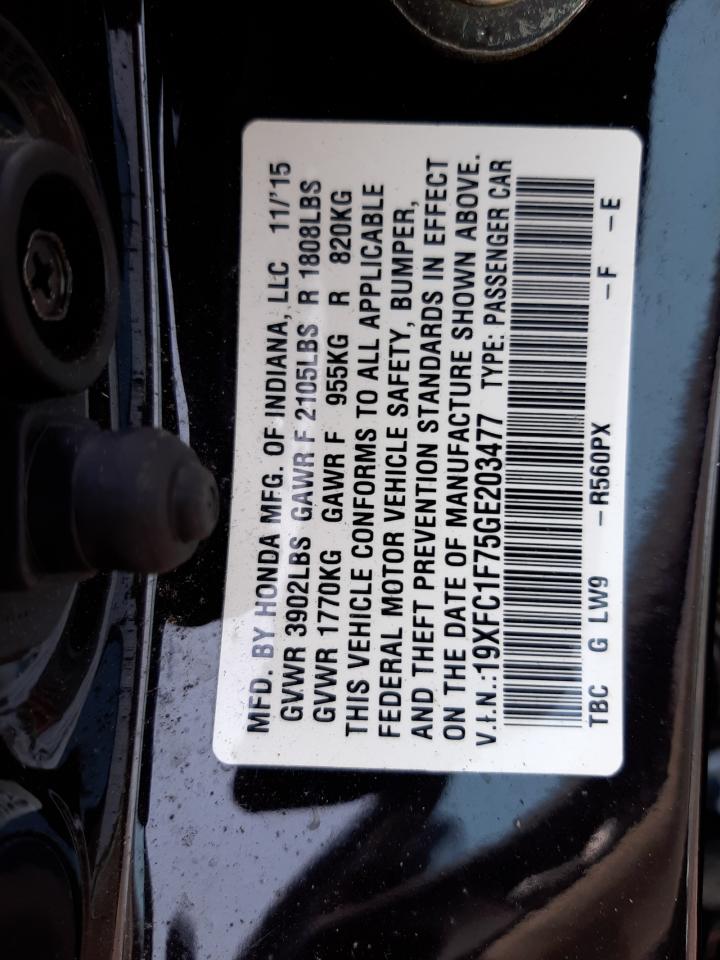 MFD. BY HONDA MFG. OF INDIANA, LLC 11/'15
GVWR 3902LBS GAWR F 2105LBS R 1808LBS
GVWR 1770KG GAWR F 955KG R 820KG
THIS VEHICLE CONFORMS TO ALL APPLICABLE
FEDERAL MOTOR VEHICLE SAFETY, BUMPER,
AND THEFT PREVENTION STANDARDS IN EFFECT
ON THE DATE OF MANUFACTURE SHOWN ABOVE.
V.I.N.:19XFC1F75GE203477 TYPE: PASSENGER CAR
TBC G LW9 – R560PX – F – E